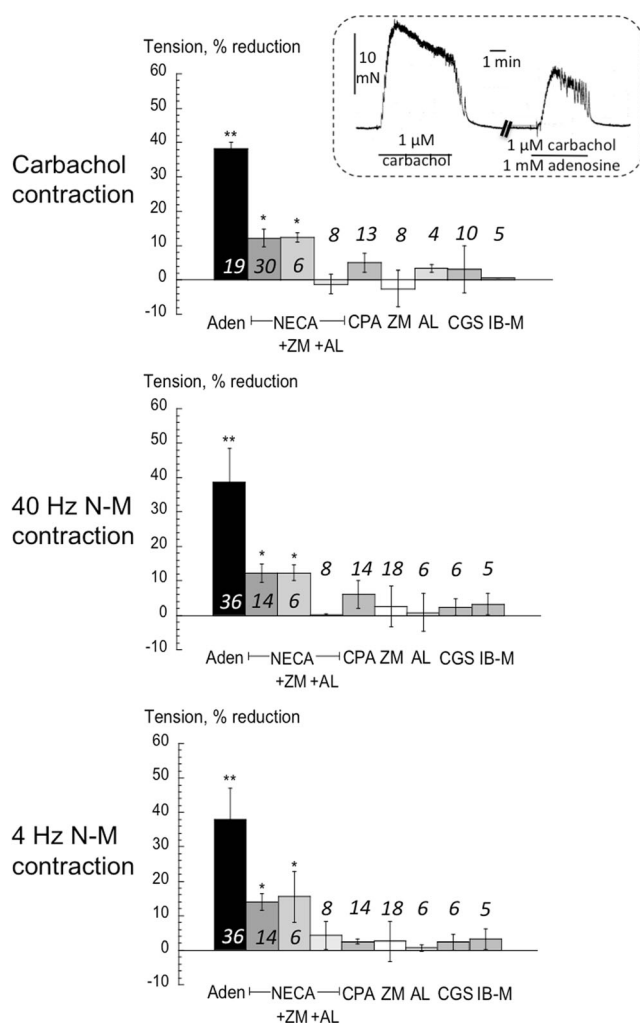 Tension, % reduction
10
mN
1 min
1 µM
carbachol
1 µM carbachol
1 mM adenosine
Carbachol
contraction
60
50
40
30
20
10
0
-10
**
*
*
19
30
6
8
13
8
4
10
5
Aden
NECA
CPA
ZM
AL
CGS
IB-M
+ZM +AL
Tension, % reduction
40 Hz N-M
contraction
60
50
40
30
20
10
0
-10
**
*
*
36
14
6
8
14
18
6
6
5
Aden
NECA
CPA
ZM
AL
CGS
IB-M
+ZM +AL
Tension, % reduction
4 Hz N-M
contraction
60
50
40
30
20
10
0
-10
**
*
*
36
14
6
8
14
18
6
6
5
Aden
NECA
CPA
ZM
AL
CGS
IB-M
+ZM +AL